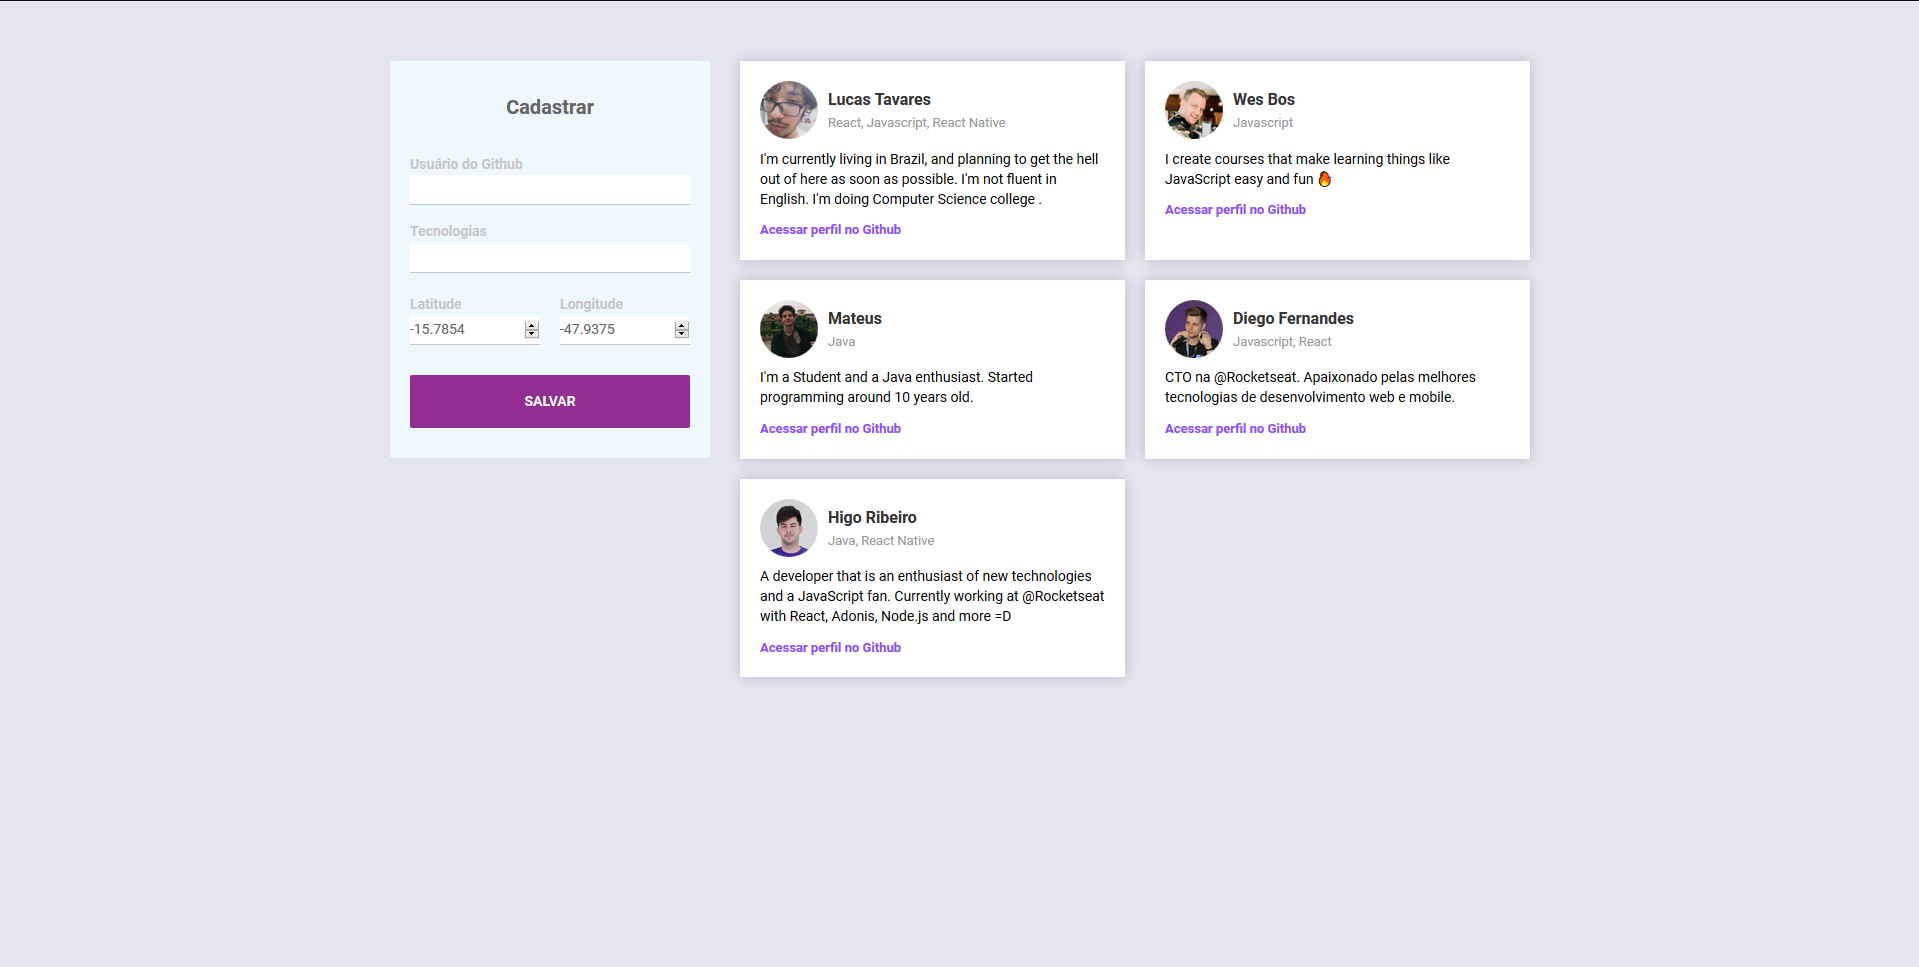 Cadastrar
Usuário do Github
Tecnologias
Latitude
Longitude
-15.7854
-47.9375
SALVAR
Lucas Tavares
React, Javascript, React Native
I'm currently living in Brazil, and planning to get the hell
out of here as soon as possible. I'm not fluent in
English. I'm doing Computer Science college .
Acessar perfil no Github
Wes Bos
Javascript
I create courses that make learning things like
JavaScript easy and fun 🔥
Acessar perfil no Github
Mateus
Java
I'm a Student and a Java enthusiast. Started
programming around 10 years old.
Acessar perfil no Github
Diego Fernandes
Javascript, React
CTO na @Rocketseat. Apaixonado pelas melhores
tecnologias de desenvolvimento web e mobile.
Acessar perfil no Github
Higo Ribeiro
Java, React Native
A developer that is an enthusiast of new technologies
and a JavaScript fan. Currently working at @Rocketseat
with React, Adonis, Node.js and more =D
Acessar perfil no Github